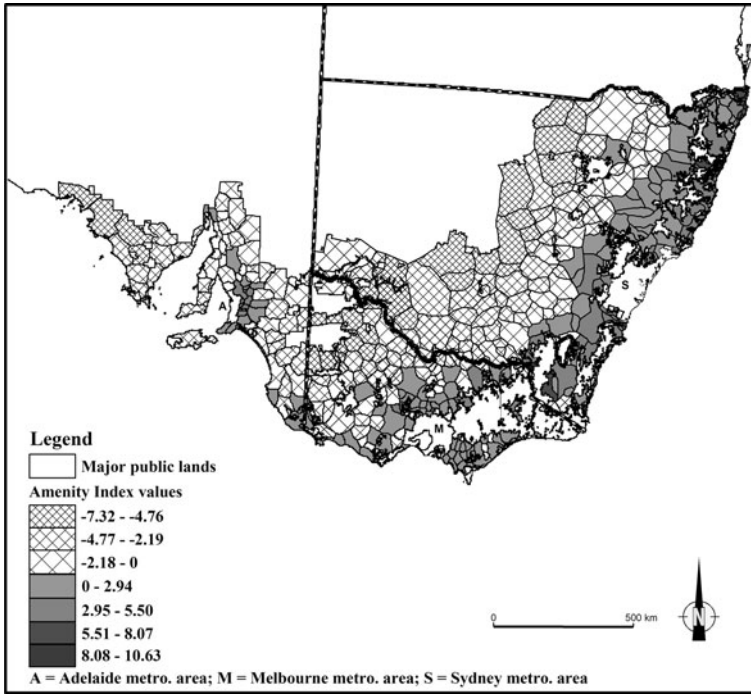 S
A
M
Legend
Major public lands
Amenity Index values
-7.32 - -4.76
-4.77 - -2.19
-2.18 - 0
0 - 2.94
2.95 - 5.50
5.51 - 8.07
8.08 - 10.63
0 500 km
N
A = Adelaide metro. area; M = Melbourne metro. area; S = Sydney metro. area